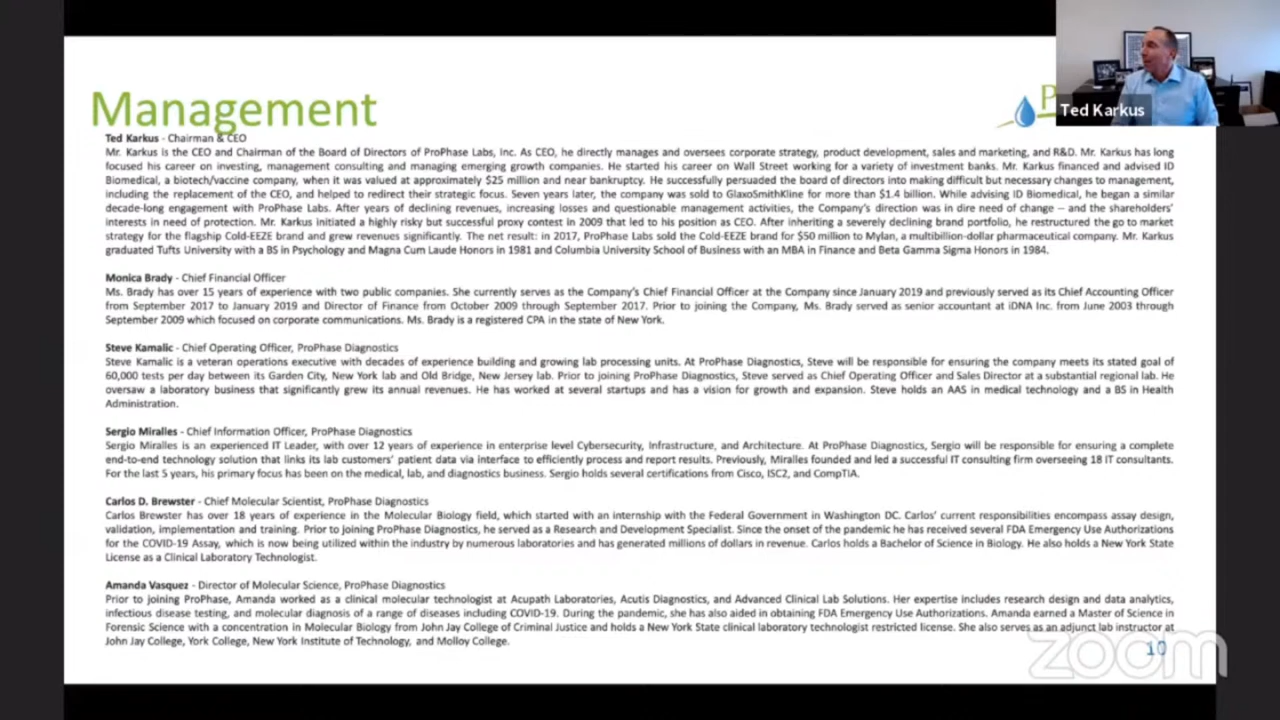 Management
Ted Karkus
Ted Karkus - Chairman & CEO
Mr. Karkus is the CEO and Chairman of the Board of Directors of ProPhase Labs, Inc. As CEO, he directly manages and oversees corporate strategy, product development, sales and marketing, and R&D. Mr. Karkus has long
focused his career on investing, management consulting and managing emerging growth companies. He started his career on Wall Street working for a variety of investment banks. Mr. Karkus financed and advised ID
Biomedical, a biotech/vaccine company, when it was valued at approximately $25 million and near bankruptcy. He successfully persuaded the board of directors into making difficult but necessary changes to management,
including the replacement of the CEO, and helped to redirect their strategic focus. Seven years later, the company was sold to GlaxoSmithKline for more than $1.4 billion. While advising ID Biomedical, he began a similar
decade-long engagement with ProPhase Labs. After years of declining revenues, increasing losses and questionable management activities, the Company's direction was in dire need of change – and the shareholders'
interests in need of protection. Mr. Karkus initiated a highly risky but successful proxy contest in 2009 that led to his position as CEO. After inheriting a severely declining brand portfolio, he restructured the go to market
strategy for the flagship Cold-EEZE brand and grew revenues significantly. The net result: in 2017, ProPhase Labs sold the Cold-EEZE brand for $50 million to Mylan, a multibillion-dollar pharmaceutical company. Mr. Karkus
graduated Tufts University with a BS in Psychology and Magna Cum Laude Honors in 1981 and Columbia University School of Business with an MBA in Finance and Beta Gamma Sigma Honors in 1984.
Monica Brady - Chief Financial Officer
Ms. Brady has over 15 years of experience with two public companies. She currently serves as the Company's Chief Financial Officer at the Company since January 2019 and previously served as its Chief Accounting Officer
from September 2017 to January 2019 and Director of Finance from October 2009 through September 2017. Prior to joining the Company, Ms. Brady served as senior accountant at iDNA Inc. from June 2003 through
September 2009 which focused on corporate communications. Ms. Brady is a registered CPA in the state of New York.
Steve Kamalic - Chief Operating Officer, ProPhase Diagnostics
Steve Kamalic is a veteran operations executive with decades of experience building and growing lab processing units. At ProPhase Diagnostics, Steve will be responsible for ensuring the company meets its stated goal of
60,000 tests per day between its Garden City, New York lab and Old Bridge, New Jersey lab. Prior to joining ProPhase Diagnostics, Steve served as Chief Operating Officer and Sales Director at a substantial regional lab. He
oversaw a laboratory business that significantly grew its annual revenues. He has worked at several startups and has a vision for growth and expansion. Steve holds an AAS in medical technology and a BS in Health
Administration.
Sergio Miralles - Chief Information Officer, ProPhase Diagnostics
Sergio Miralles is an experienced IT Leader, with over 12 years of experience in enterprise level Cybersecurity, Infrastructure, and Architecture. At ProPhase Diagnostics, Sergio will be responsible for ensuring a complete
end-to-end technology solution that links its lab customers' patient data via interface to efficiently process and report results. Previously, Miralles founded and led a successful IT consulting firm overseeing 18 IT consultants.
For the last 5 years, his primary focus has been on the medical, lab, and diagnostics business. Sergio holds several certifications from Cisco, ISC2, and CompTIA.
Carlos D. Brewster - Chief Molecular Scientist, ProPhase Diagnostics
Carlos Brewster has over 18 years of experience in the Molecular Biology field, which started with an internship with the Federal Government in Washington DC. Carlos' current responsibilities encompass assay design,
validation, implementation and training. Prior to joining ProPhase Diagnostics, he served as a Research and Development Specialist. Since the onset of the pandemic he has received several FDA Emergency Use Authorizations
for the COVID-19 Assay, which is now being utilized within the industry by numerous laboratories and has generated millions of dollars in revenue. Carlos holds a Bachelor of Science in Biology. He also holds a New York State
License as a Clinical Laboratory Technologist.
Amanda Vasquez - Director of Molecular Science, ProPhase Diagnostics
Prior to joining ProPhase, Amanda worked as a clinical molecular technologist at Acupath Laboratories, Acutis Diagnostics, and Advanced Clinical Lab Solutions. Her expertise includes research design and data analytics,
infectious disease testing, and molecular diagnosis of a range of diseases including COVID-19. During the pandemic, she has also aided in obtaining FDA Emergency Use Authorizations. Amanda earned a Master of Science in
Forensic Science with a concentration in Molecular Biology from John Jay College of Criminal Justice and holds a New York State clinical laboratory technologist restricted license. She also serves as an adjunct lab instructor at
John Jay College, York College, New York Institute of Technology, and Molloy College.
10
zoom